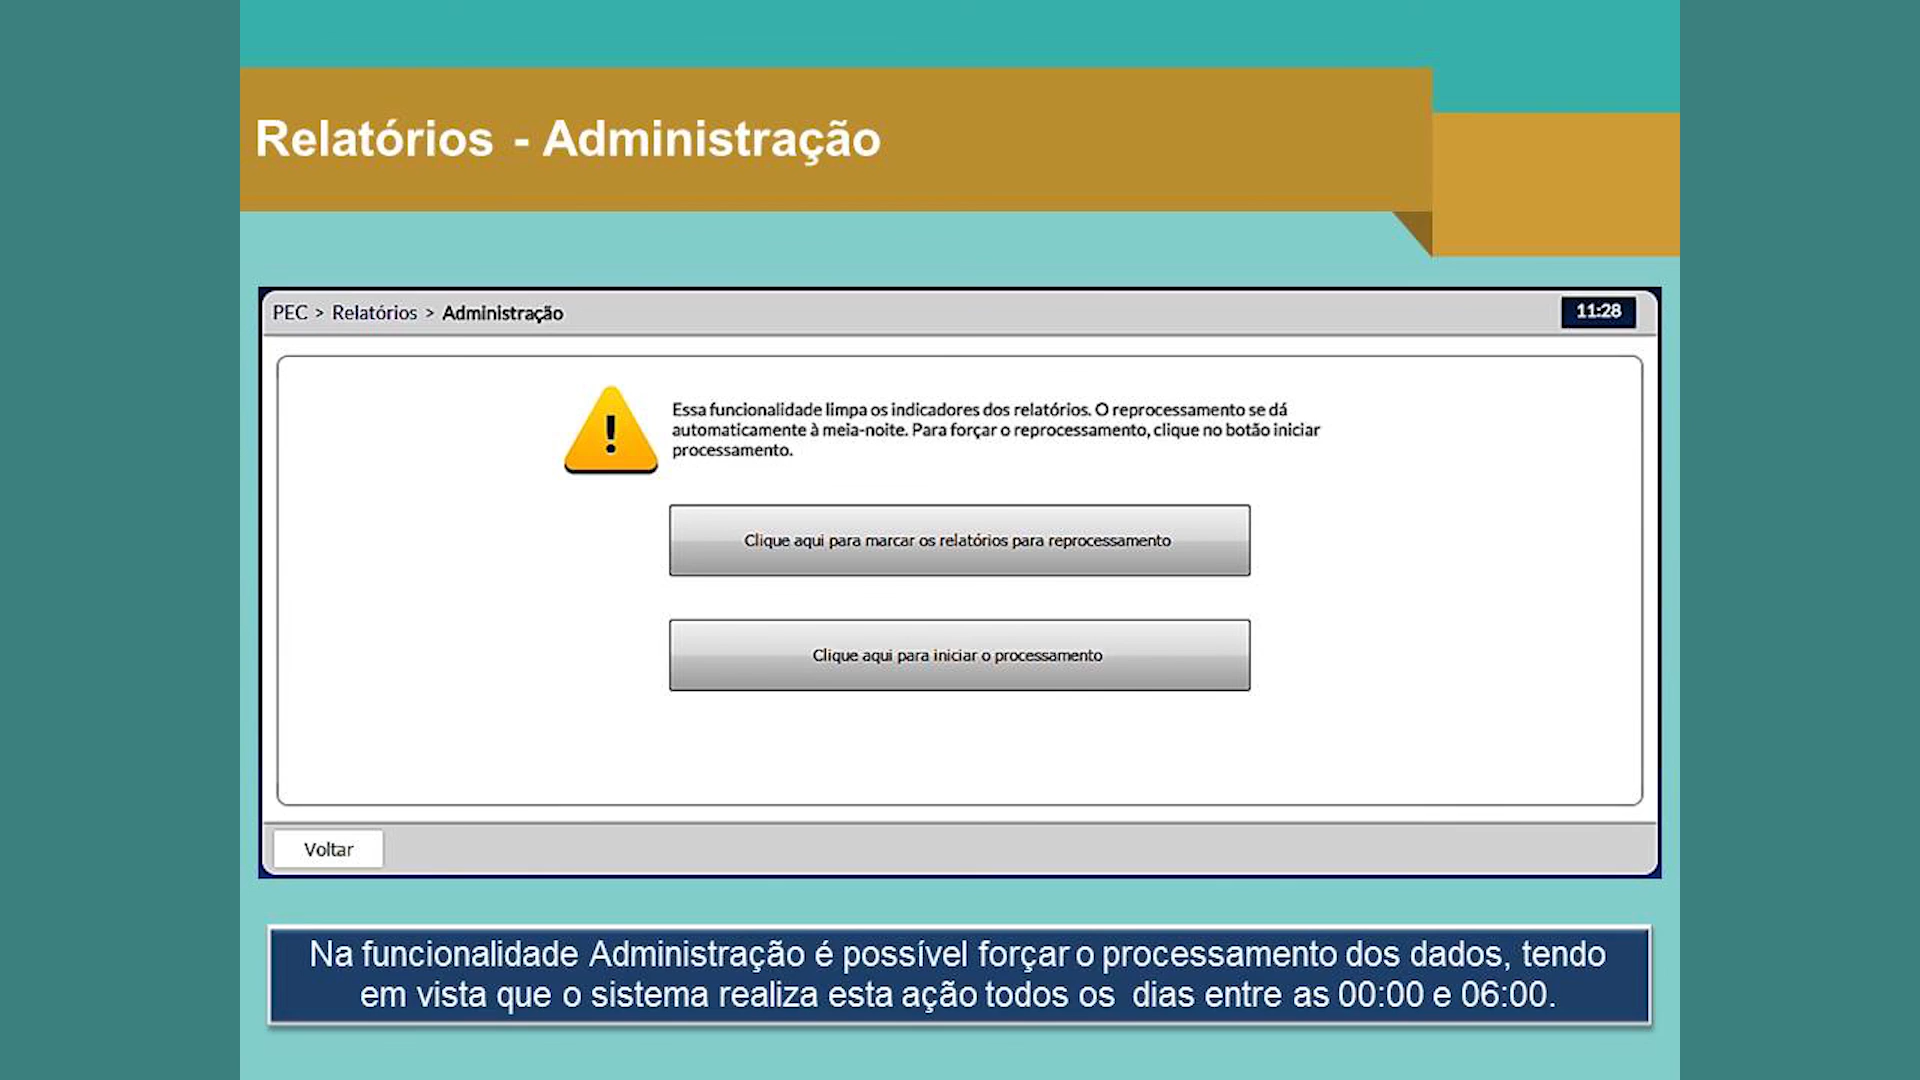 Relatórios - Administração
PEC > Relatórios > Administração
11:28
Essa funcionalidade limpa os indicadores dos relatórios. O reprocessamento se dá
automaticamente à meia-noite. Para forçar o reprocessamento, clique no botão iniciar
processamento.
Clique aqui para marcar os relatórios para reprocessamento
Clique aqui para iniciar o processamento
Voltar
Na funcionalidade Administração é possível forçar o processamento dos dados, tendo
em vista que o sistema realiza esta ação todos os dias entre as 00:00 e 06:00.